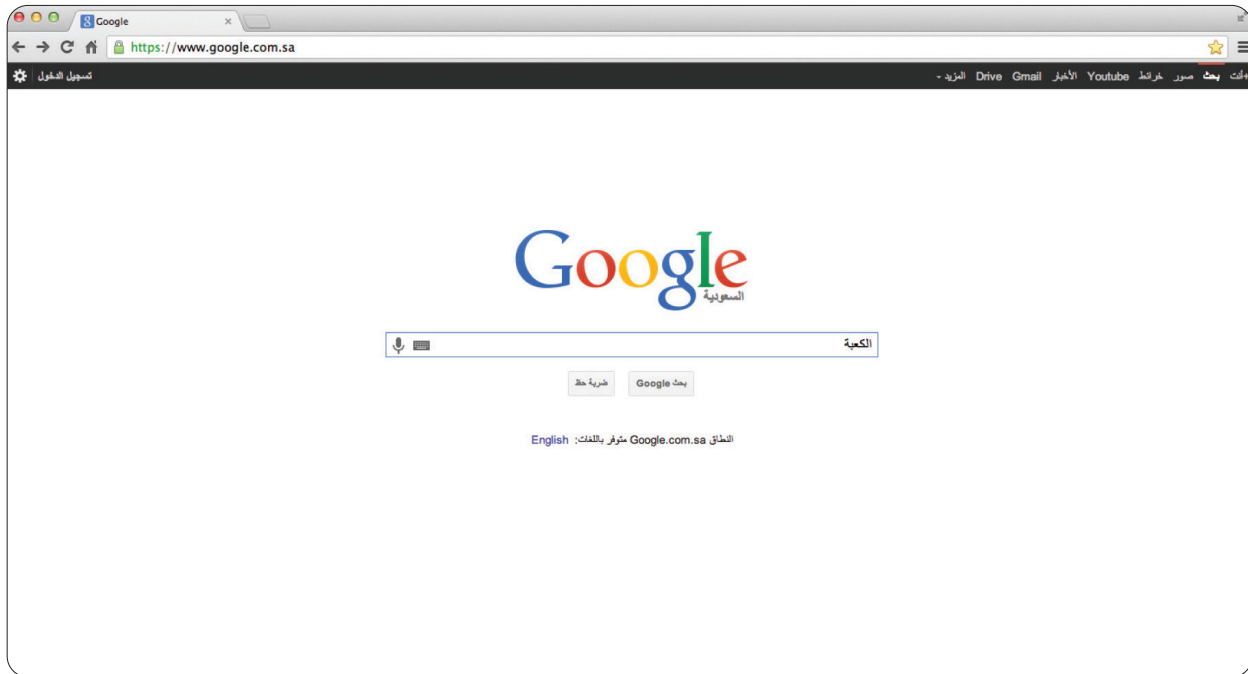 Google
https://www.google.com.sa
+أنت بحث صور خرائط Youtube الأخبار Gmail Drive المزيد
تسجيل الدخول
Google
السعودية
الكعبة
بحث Google
ضربة حظ
النطاق Google.com.sa متوفر باللغات: English